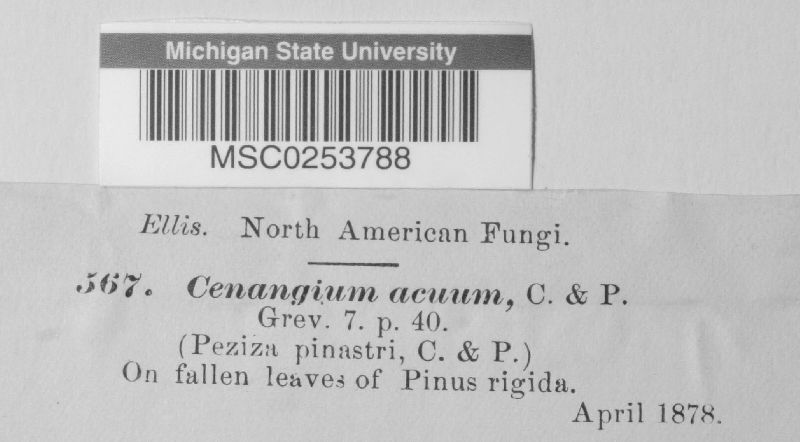 Michigan State University
MSC0253788
Ellis. North American Fungi.
567. Cenangium acuum, C. & P.
Grev. 7. p. 40.
(Peziza pinastri, C. & P.)
On fallen leaves of Pinus rigida.
April 1878.